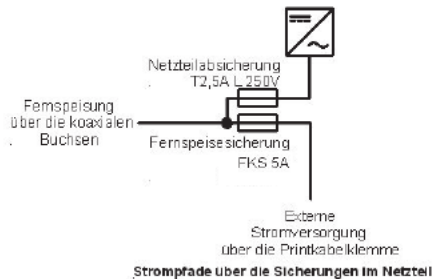 Netzteilabsicherung
T2,5A L 250V
Fernspeisung
über die koaxialen
Buchsen
Fernspeisesicherung
FKS 5A
Externe
Stromversorgung
über die Printkabelklemme
Strompfade über die Sicherungen im Netzteil